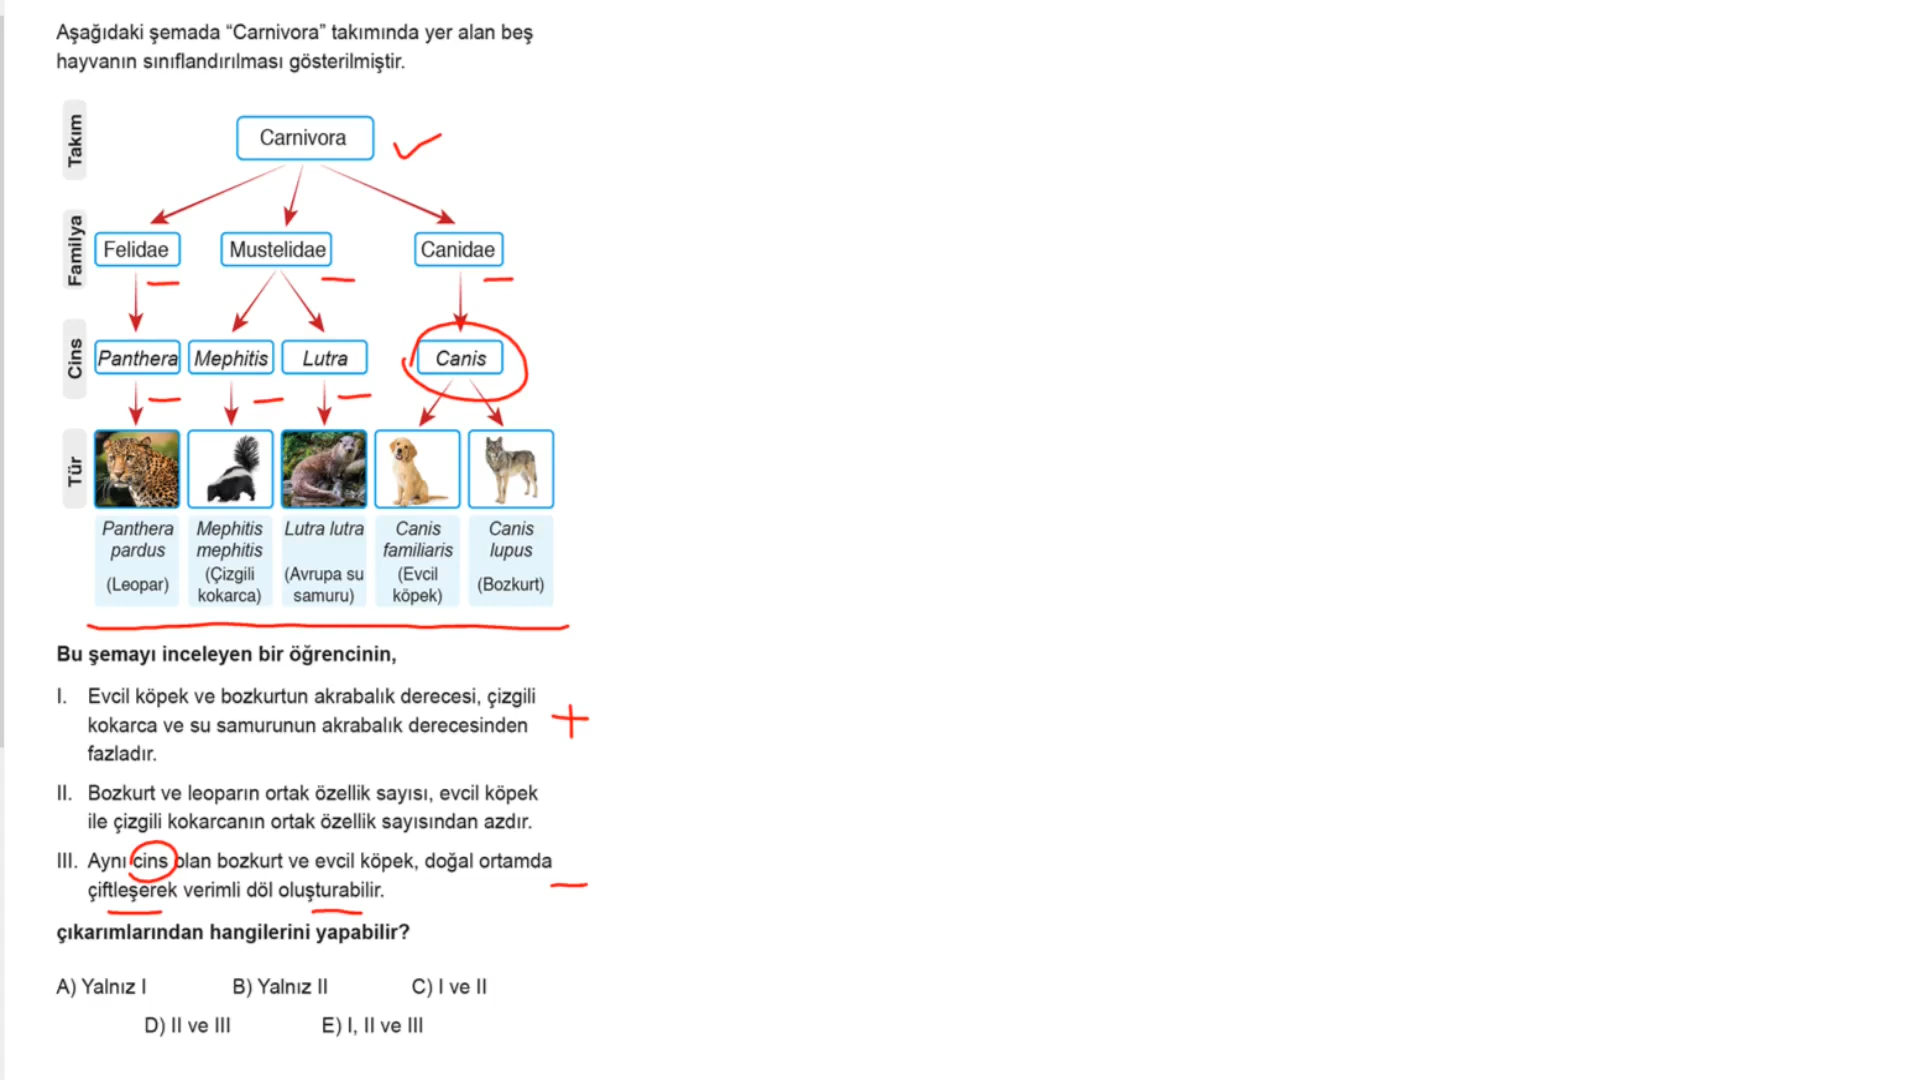 Aşağıdaki şemada “Carnivora” takımında yer alan beş
hayvanın sınıflandırılması gösterilmiştir.
Takım
Carnivora
Familya
Felidae
Mustelidae
Canidae
Cins
Panthera
Mephitis
Lutra
Canis
Tür
Panthera
pardus
(Leopar)
Mephitis
mephitis
(Çizgili
kokarca)
Lutra lutra
(Avrupa su
samuru)
Canis
familiaris
(Evcil
köpek)
Canis
lupus
(Bozkurt)
Bu şemayı inceleyen bir öğrencinin,
I. Evcil köpek ve bozkurtun akrabalık derecesi, çizgili
kokarca ve su samurunun akrabalık derecesinden
fazladır.
II. Bozkurt ve leoparın ortak özellik sayısı, evcil köpek
ile çizgili kokarcanın ortak özellik sayısından azdır.
III. Aynı cins olan bozkurt ve evcil köpek, doğal ortamda
çiftleşerek verimli döl oluşturabilir.
çıkarımlarından hangilerini yapabilir?
A) Yalnız I B) Yalnız II C) I ve II
D) II ve III E) I, II ve III